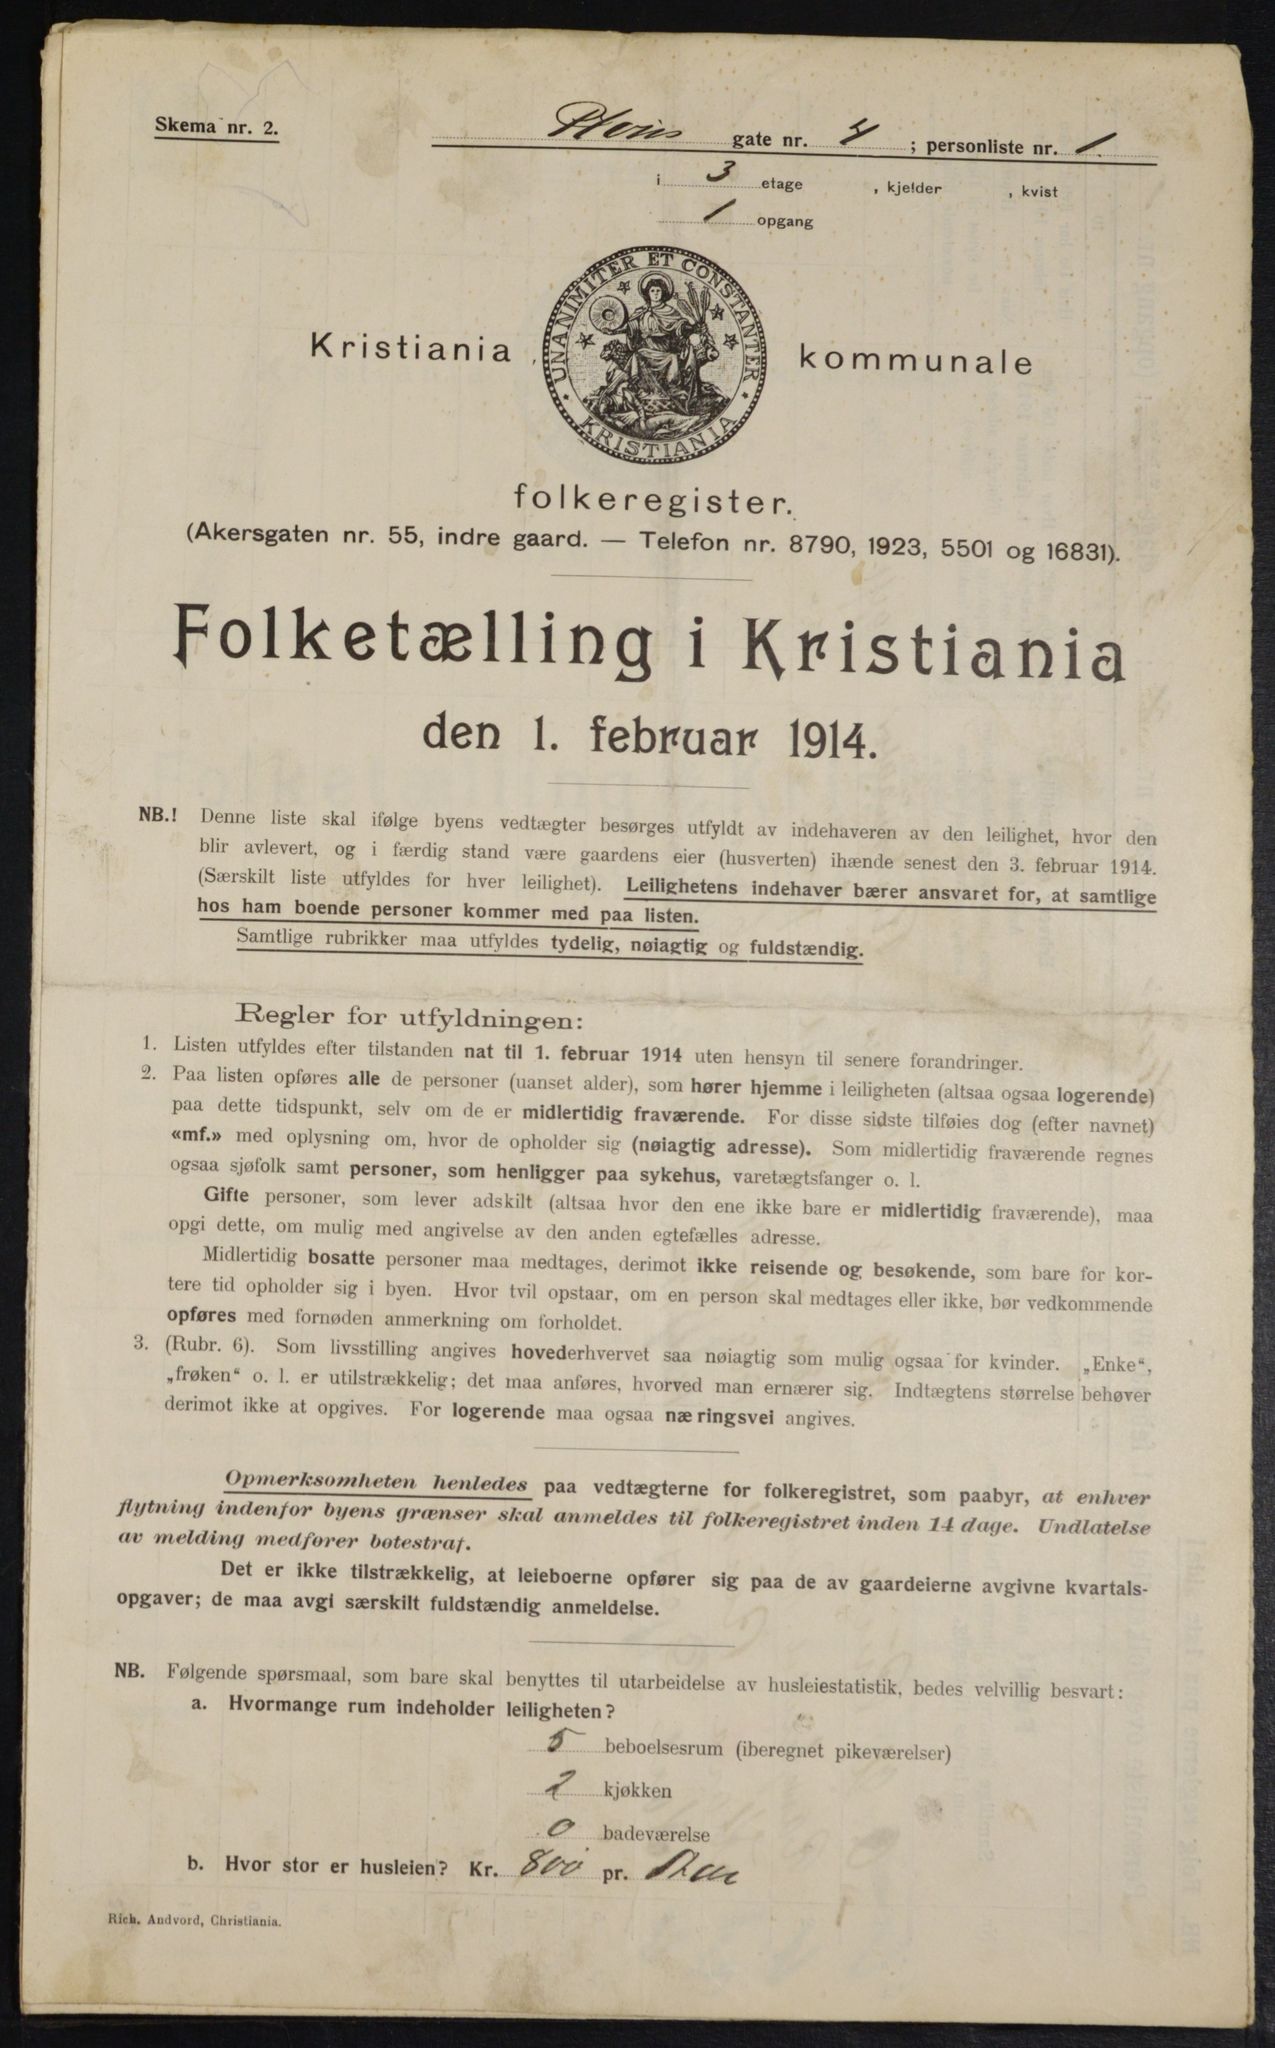 Skema nr. 2.
Pløens gate nr. 4 ; personliste nr. 1.
i 3 etage , kjelder , kvist
1 opgang
UNANIMITER ET CONSTANTER
KRISTIANIA
Kristiania kommunale
folkeregister.
(Akersgaten nr. 55, indre gaard. — Telefon nr. 8790, 1923, 5501 og 16831).
Folketælling i Kristiania
den 1. februar 1914.
NB.! Denne liste skal ifølge byens vedtægter besørges utfyldt av indehaveren av den leilighet, hvor den
blir avlevert, og i færdig stand være gaardens eier (husverten) ihænde senest den 3. februar 1914.
(Særskilt liste utfyldes for hver leilighet). Leilighetens indehaver bærer ansvaret for, at samtlige
hos ham boende personer kommer med paa listen.
Samtlige rubrikker maa utfyldes tydelig, nøiagtig og fuldstændig.
Regler for utfyldningen:
1. Listen utfyldes efter tilstanden nat til 1. februar 1914 uten hensyn til senere forandringer.
2. Paa listen opføres alle de personer (uanset alder), som hører hjemme i leiligheten (altsaa ogsaa logerende)
paa dette tidspunkt, selv om de er midlertidig fraværende. For disse sidste tilføies dog (efter navnet)
«mf.» med oplysning om, hvor de opholder sig (nøiagtig adresse). Som midlertidig fraværende regnes
ogsaa sjøfolk samt personer, som henligger paa sykehus, varetægtsfanger o. l.
Gifte personer, som lever adskilt (altsaa hvor den ene ikke bare er midlertidig fraværende), maa
opgi dette, om mulig med angivelse av den anden egtefælles adresse.
Midlertidig bosatte personer maa medtages, derimot ikke reisende og besøkende, som bare for kor-
tere tid opholder sig i byen. Hvor tvil opstaar, om en person skal medtages eller ikke, bør vedkommende
opføres med fornøden anmerkning om forholdet.
3. (Rubr. 6). Som livsstilling angives hovederhvervet saa nøiagtig som mulig ogsaa for kvinder. „Enke“,
„frøken“ o. l. er utilstrækkelig; det maa anføres, hvorved man ernærer sig. Indtægtens størrelse behøver
derimot ikke at opgives. For logerende maa ogsaa næringsvei angives.
Opmerksomheten henledes paa vedtægterne for folkeregistret, som paabyr, at enhver
flytning indenfor byens grænser skal anmeldes til folkeregistret inden 14 dage. Undlatelse
av melding medfører bøtestraf.
Det er ikke tilstrækkelig, at leieboerne opfører sig paa de av gaardeierne avgivne kvartals-
opgaver; de maa avgi særskilt fuldstændig anmeldelse.
NB. Følgende spørsmaal, som bare skal benyttes til utarbeidelse av husleiestatistik, bedes velvillig besvart:
a. Hvormange rum indeholder leiligheten?
5 beboelsesrum (iberegnet pikeværelser)
2 kjøkken
0 badeværelse
b. Hvor stor er husleien? Kr. 800 pr. Aar
Rich. Andvord, Christiania.